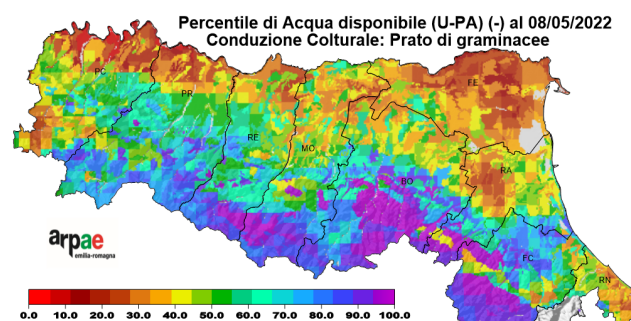 Percentile di Acqua disponibile (U-PA) (-) al 08/05/2022
Conduzione Colturale: Prato di graminacee
PC
PR
RE
MO
BO
FE
RA
FC
RN
arpae
emilia-romagna
0.0 10.0 20.0 30.0 40.0 50.0 60.0 70.0 80.0 90.0 100.0